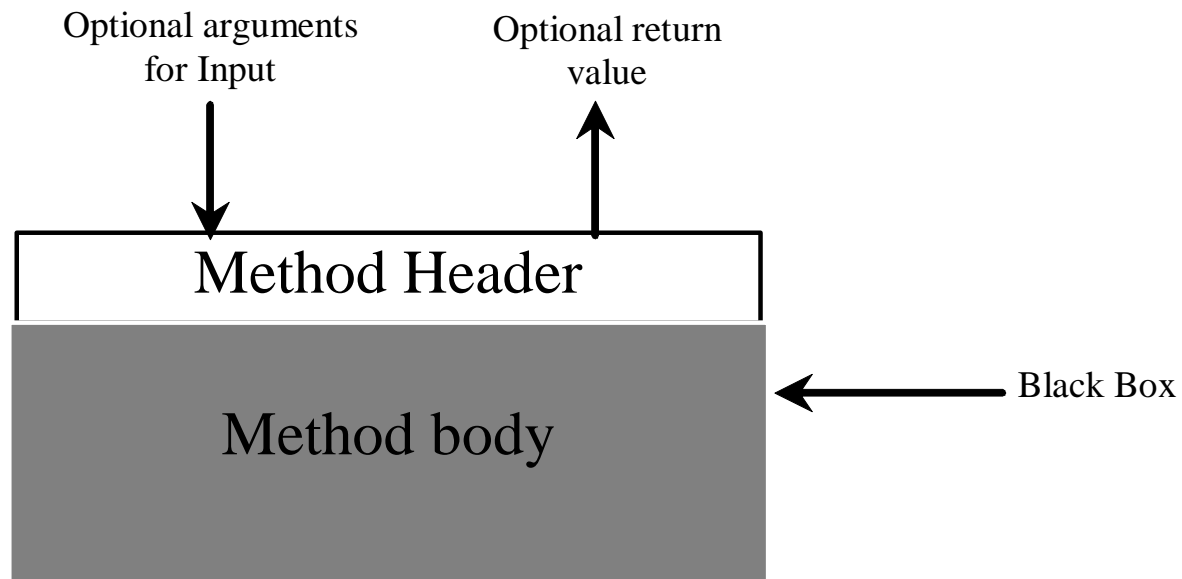 Optional arguments
for Input
Optional return
value
Method Header
Black Box
Method body